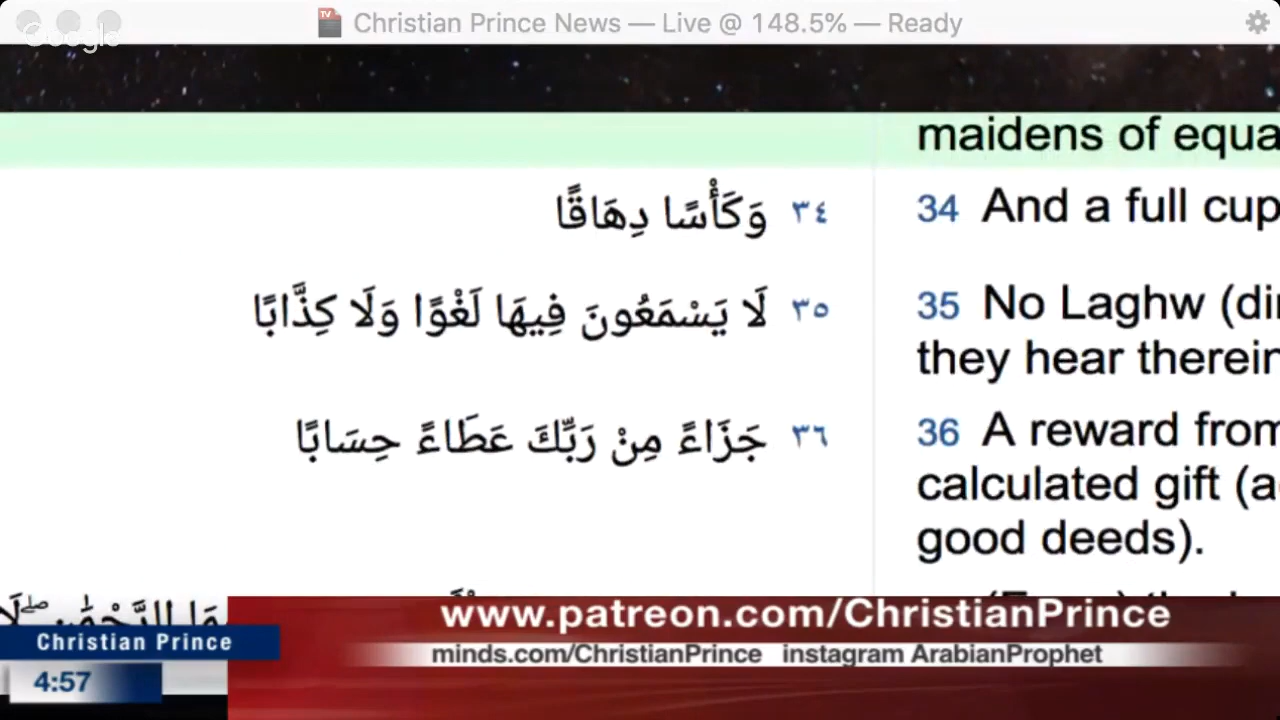 Christian Prince News — Live @ 148.5% — Ready
Google
maidens of equa
وَكَأْسًا دِهَاقًا ٣٤
34 And a full cup
لَا يَسْمَعُونَ فِيهَا لَغْوًا وَلَا كِذَّابًا ٣٥
35 No Laghw (dir
they hear therein
جَزَاءً مِنْ رَبِّكَ عَطَاءً حِسَابًا ٣٦
36 A reward from
calculated gift (a
good deeds).
www.patreon.com/ChristianPrince
Christian Prince
minds.com/ChristianPrince instagram ArabianProphet
4:57